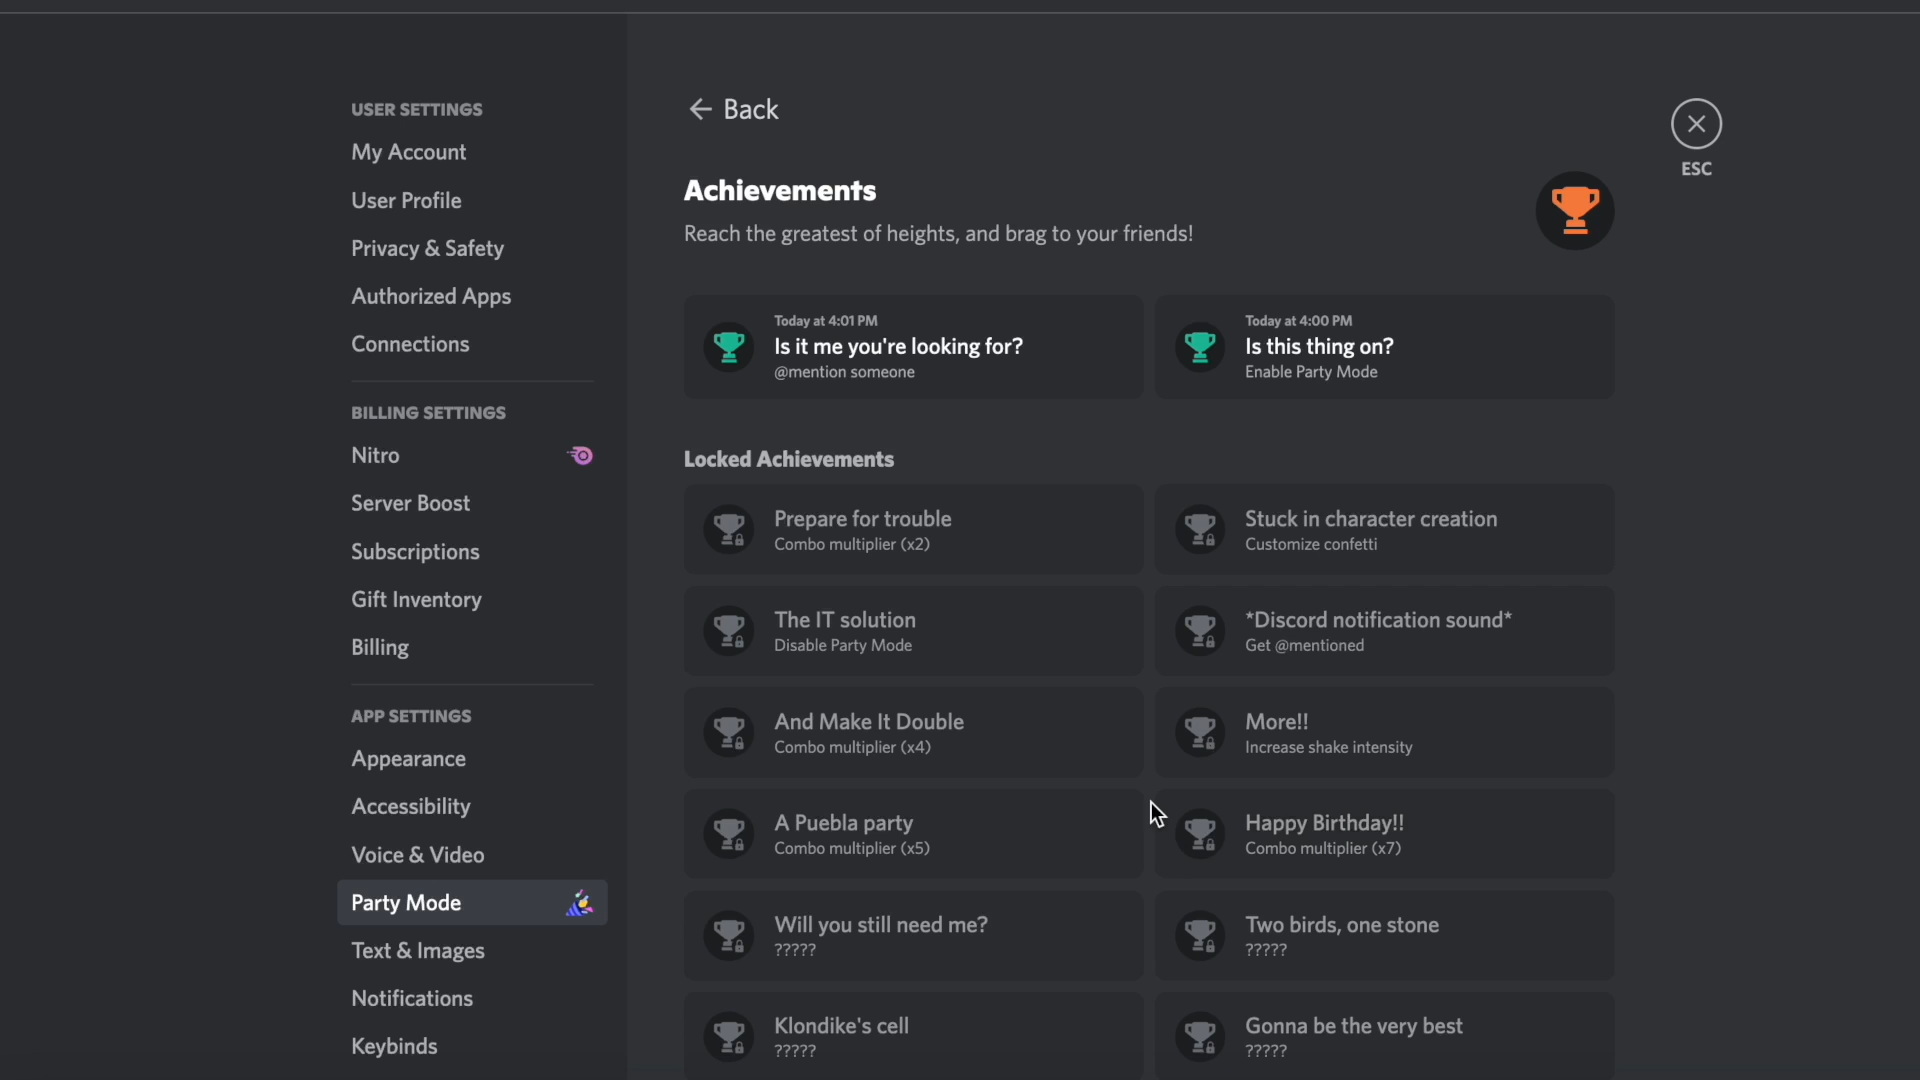 USER SETTINGS
My Account
User Profile
Privacy & Safety
Authorized Apps
Connections
BILLING SETTINGS
Nitro
Server Boost
Subscriptions
Gift Inventory
Billing
APP SETTINGS
Appearance
Accessibility
Voice & Video
Party Mode
Text & Images
Notifications
Keybinds
← Back
ESC
Achievements
Reach the greatest of heights, and brag to your friends!
Today at 4:01 PM
Is it me you're looking for?
@mention someone
Today at 4:00 PM
Is this thing on?
Enable Party Mode
Locked Achievements
Prepare for trouble
Combo multiplier (x2)
Stuck in character creation
Customize confetti
The IT solution
Disable Party Mode
*Discord notification sound*
Get @mentioned
And Make It Double
Combo multiplier (x4)
More!!
Increase shake intensity
A Puebla party
Combo multiplier (x5)
Happy Birthday!!
Combo multiplier (x7)
Will you still need me?
?????
Two birds, one stone
?????
Klondike's cell
?????
Gonna be the very best
?????